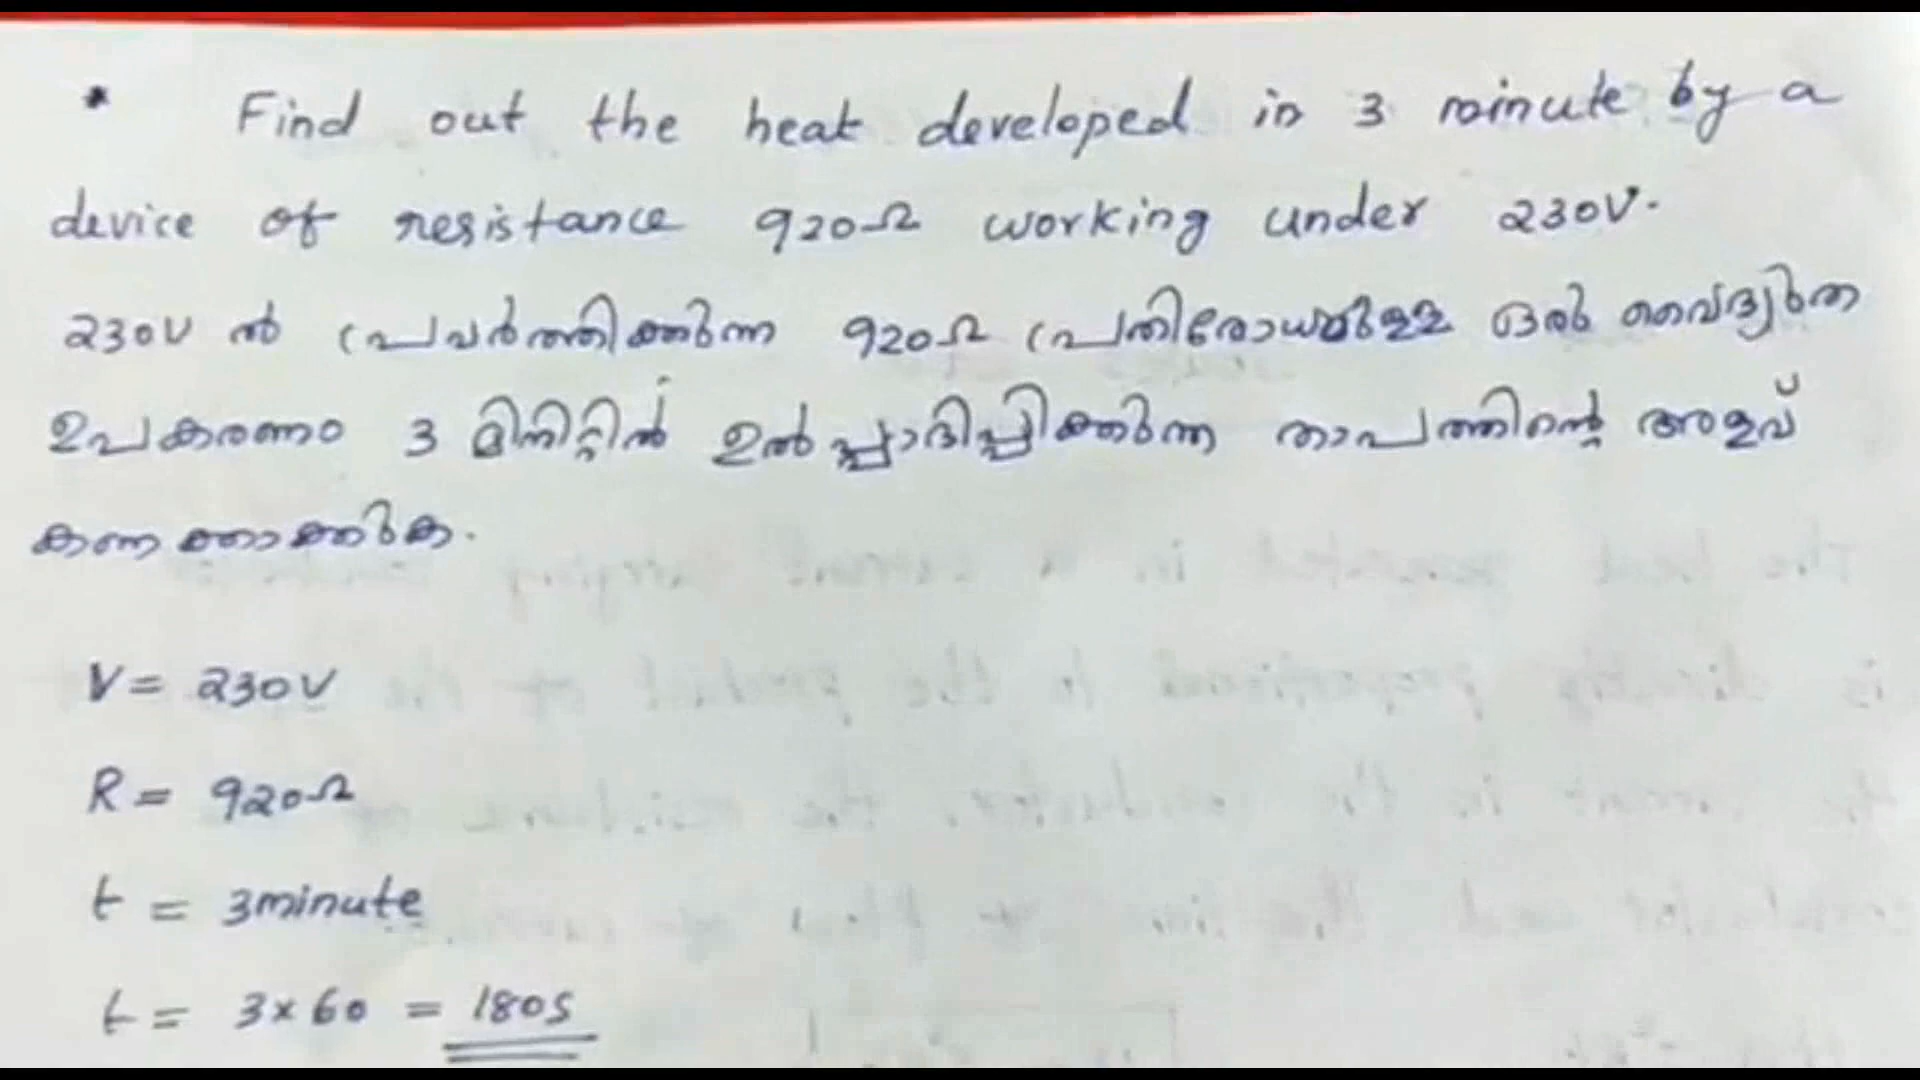 * Find out the heat developed in 3 minute by a
device of resistance 920Ω working under 230V.
230V ൽ പ്രവർത്തിക്കുന്ന 920Ω പ്രതിരോധമുള്ള ഒരു വൈദ്യുത
ഉപകരണം 3 മിനിറ്റിൽ ഉൽപ്പാദിപ്പിക്കുന്ന താപത്തിന്റെ അളവ്
കണക്കാക്കുക.
V = 230V
R = 920Ω
t = 3minute
t = 3×60 = 180s